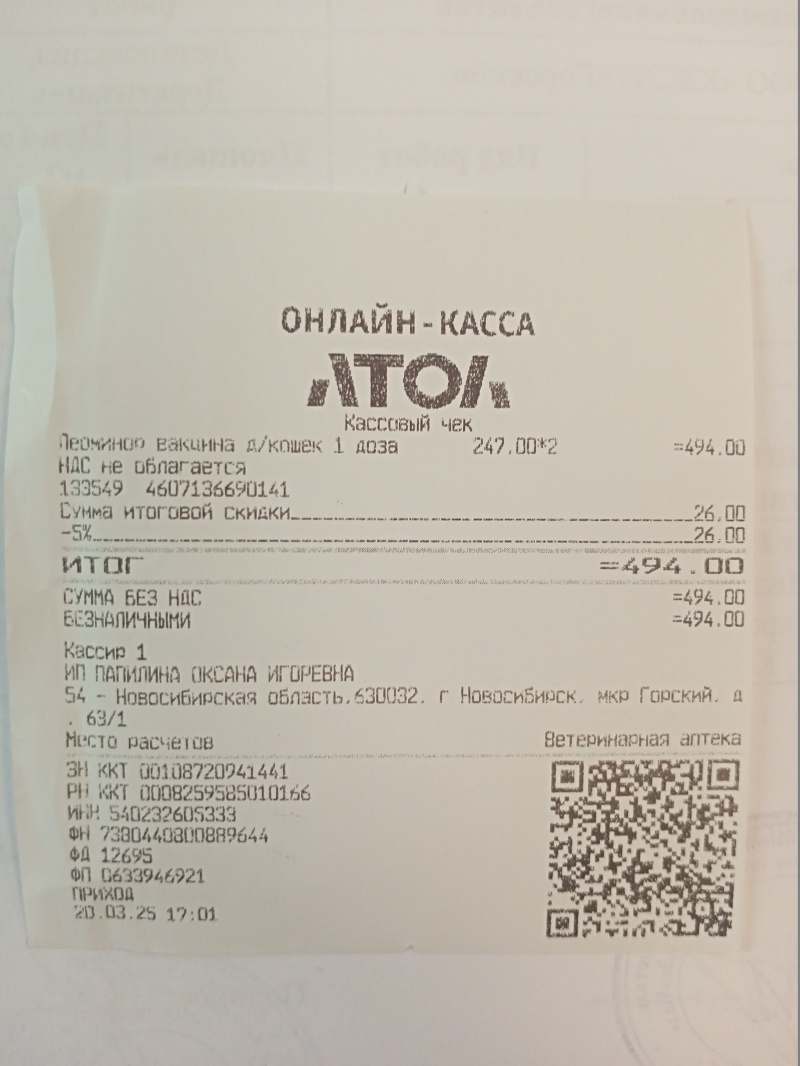 ОНЛАЙН-КАССА
АТОЛ
Кассовый чек
Леоминор вакцина д/кошек 1 доза 247.00*2 =494.00
НДС не облагается
133549 4607136690141
Сумма итоговой скидки 26.00
-5% 26.00
ИТОГ =494.00
СУММА БЕЗ НДС =494.00
БЕЗНАЛИЧНЫМИ =494.00
Кассир 1
ИП ПАПИЛИНА ОКСАНА ИГОРЕВНА
54 - Новосибирская область,630032, г Новосибирск, мкр Горский, д
. 63/1
Место расчетов Ветеринарная аптека
ЗН ККТ 00108720941441
РН ККТ 0008259585010166
ИНН 540232605333
ФН 7380440800889644
ФД 12695
ФП 0633946921
ПРИХОД
20.03.25 17:01